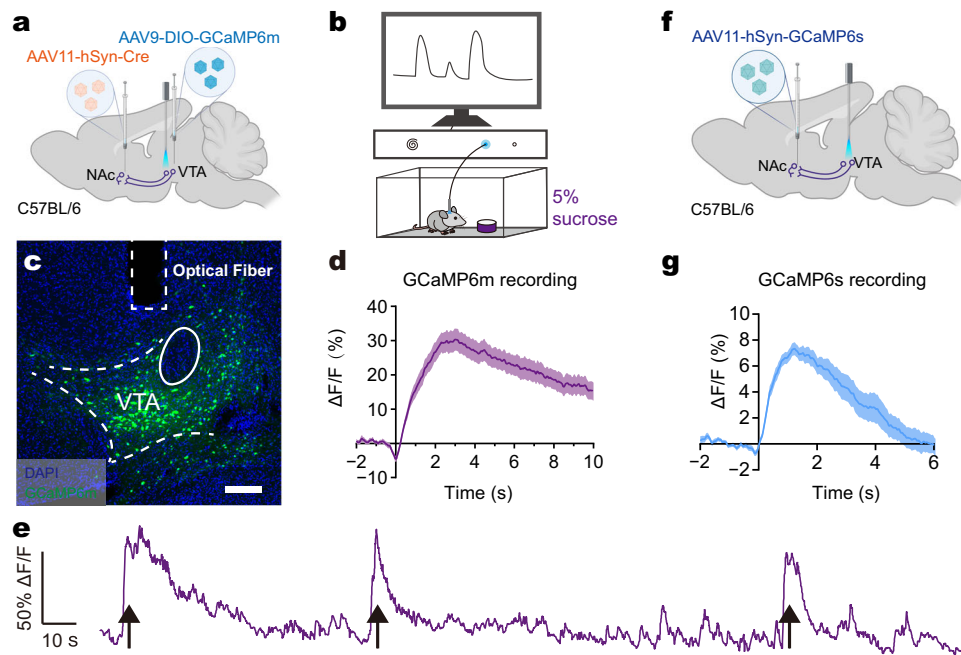 a
AAV9-DIO-GCaMP6m
AAV11-hSyn-Cre
NAc
VTA
C57BL/6
b
5%
sucrose
f
AAV11-hSyn-GCaMP6s
NAc
VTA
C57BL/6
c
Optical Fiber
VTA
DAPI
GCaMP6m
d
GCaMP6m recording
ΔF/F (%)
40
30
20
10
−10
−2
2
4
6
8
10
Time (s)
g
GCaMP6s recording
ΔF/F (%)
10
8
6
4
2
0
−2
−2
0
2
4
6
Time (s)
e
50% ΔF/F
10 s